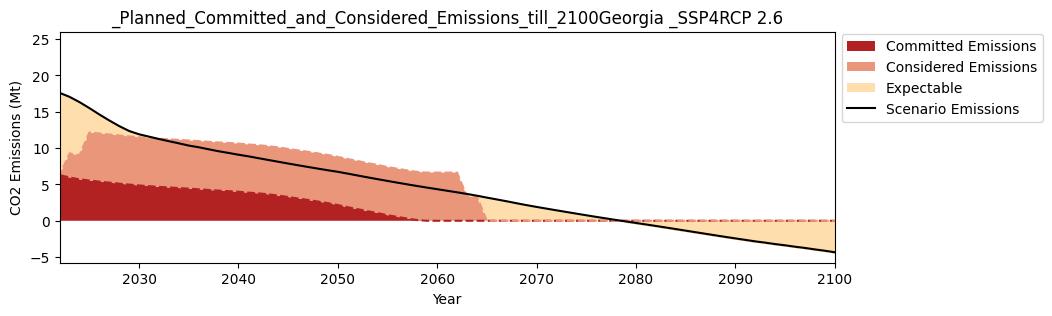 _Planned_Committed_and_Considered_Emissions_till_2100Georgia _SSP4RCP 2.6
CO2 Emissions (Mt)
25
20
15
10
5
0
−5
2030 2040 2050 2060 2070 2080 2090 2100
Year
Committed Emissions
Considered Emissions
Expectable
Scenario Emissions